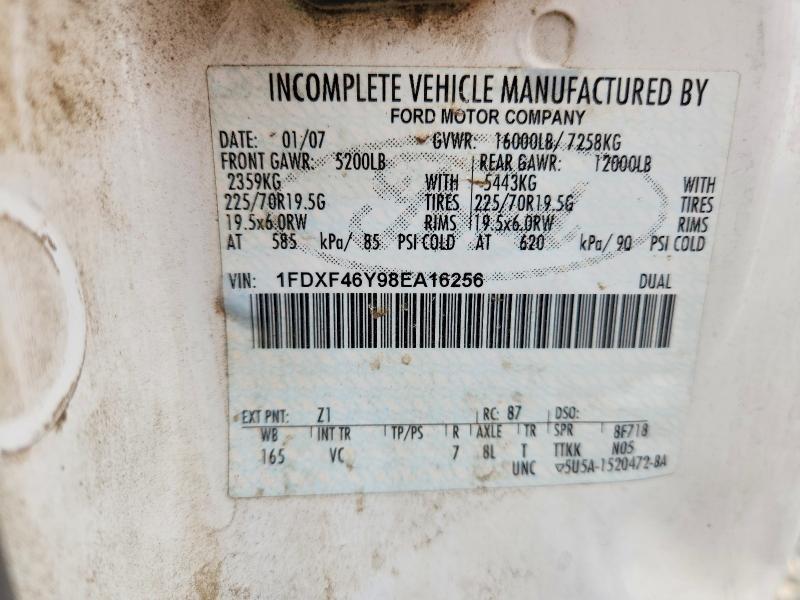 INCOMPLETE VEHICLE MANUFACTURED BY
FORD MOTOR COMPANY
DATE: 01/07 GVWR: 16000LB/ 7258KG
FRONT GAWR: 5200LB REAR GAWR: 12000LB
2359KG WITH 5443KG WITH
225/70R19.5G TIRES 225/70R19.5G TIRES
19.5x6.0RW RIMS 19.5x6.0RW RIMS
AT 585 kPa/ 85 PSI COLD AT 620 kPa/ 90 PSI COLD
VIN: 1FDXF46Y98EA16256 DUAL
EXT PNT: Z1 RC: 87 DSO:
WB INT TR TP/PS R AXLE TR SPR 8F718
165 VC 7 8L T TTKK N05
UNC ▽5U5A-1520472-8A